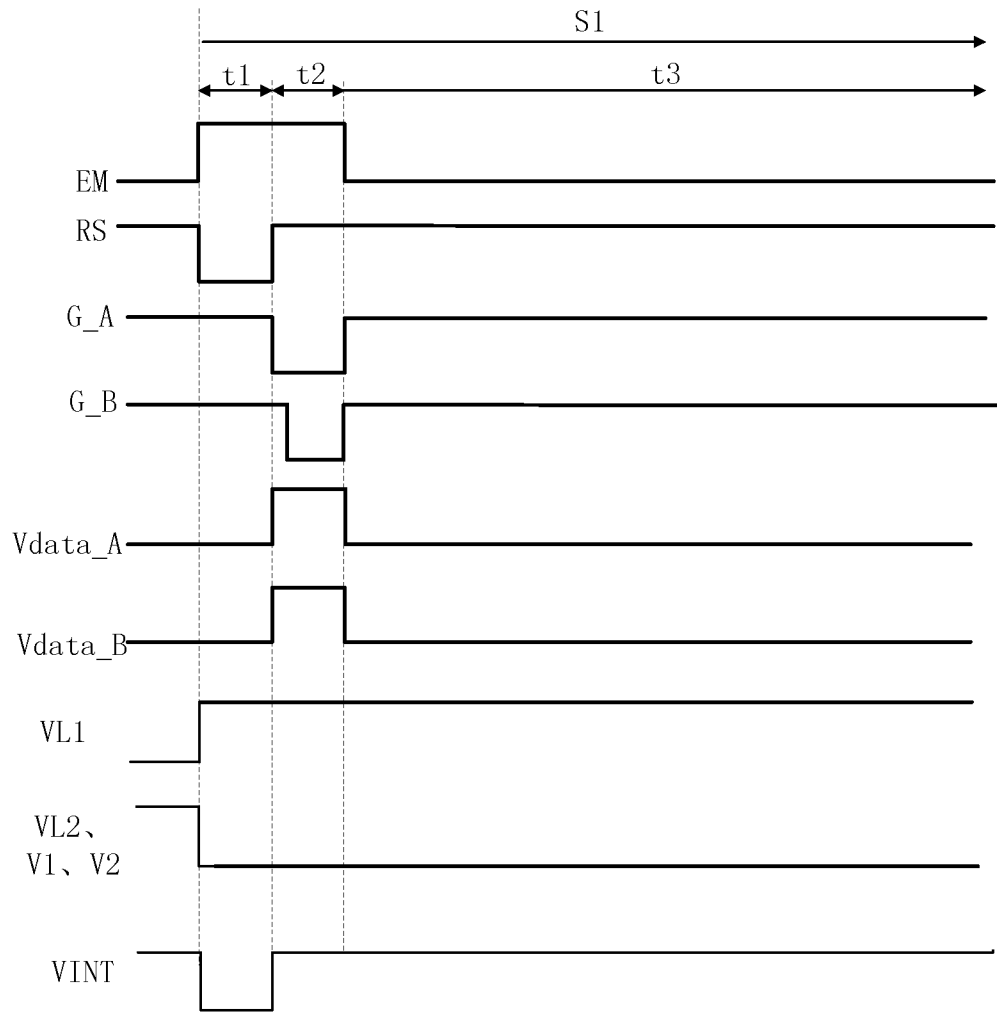 S1
t1
t2
t3
EM
RS
G_A
G_B
Vdata_A
Vdata_B
VL1
VL2、
V1、V2
VINT